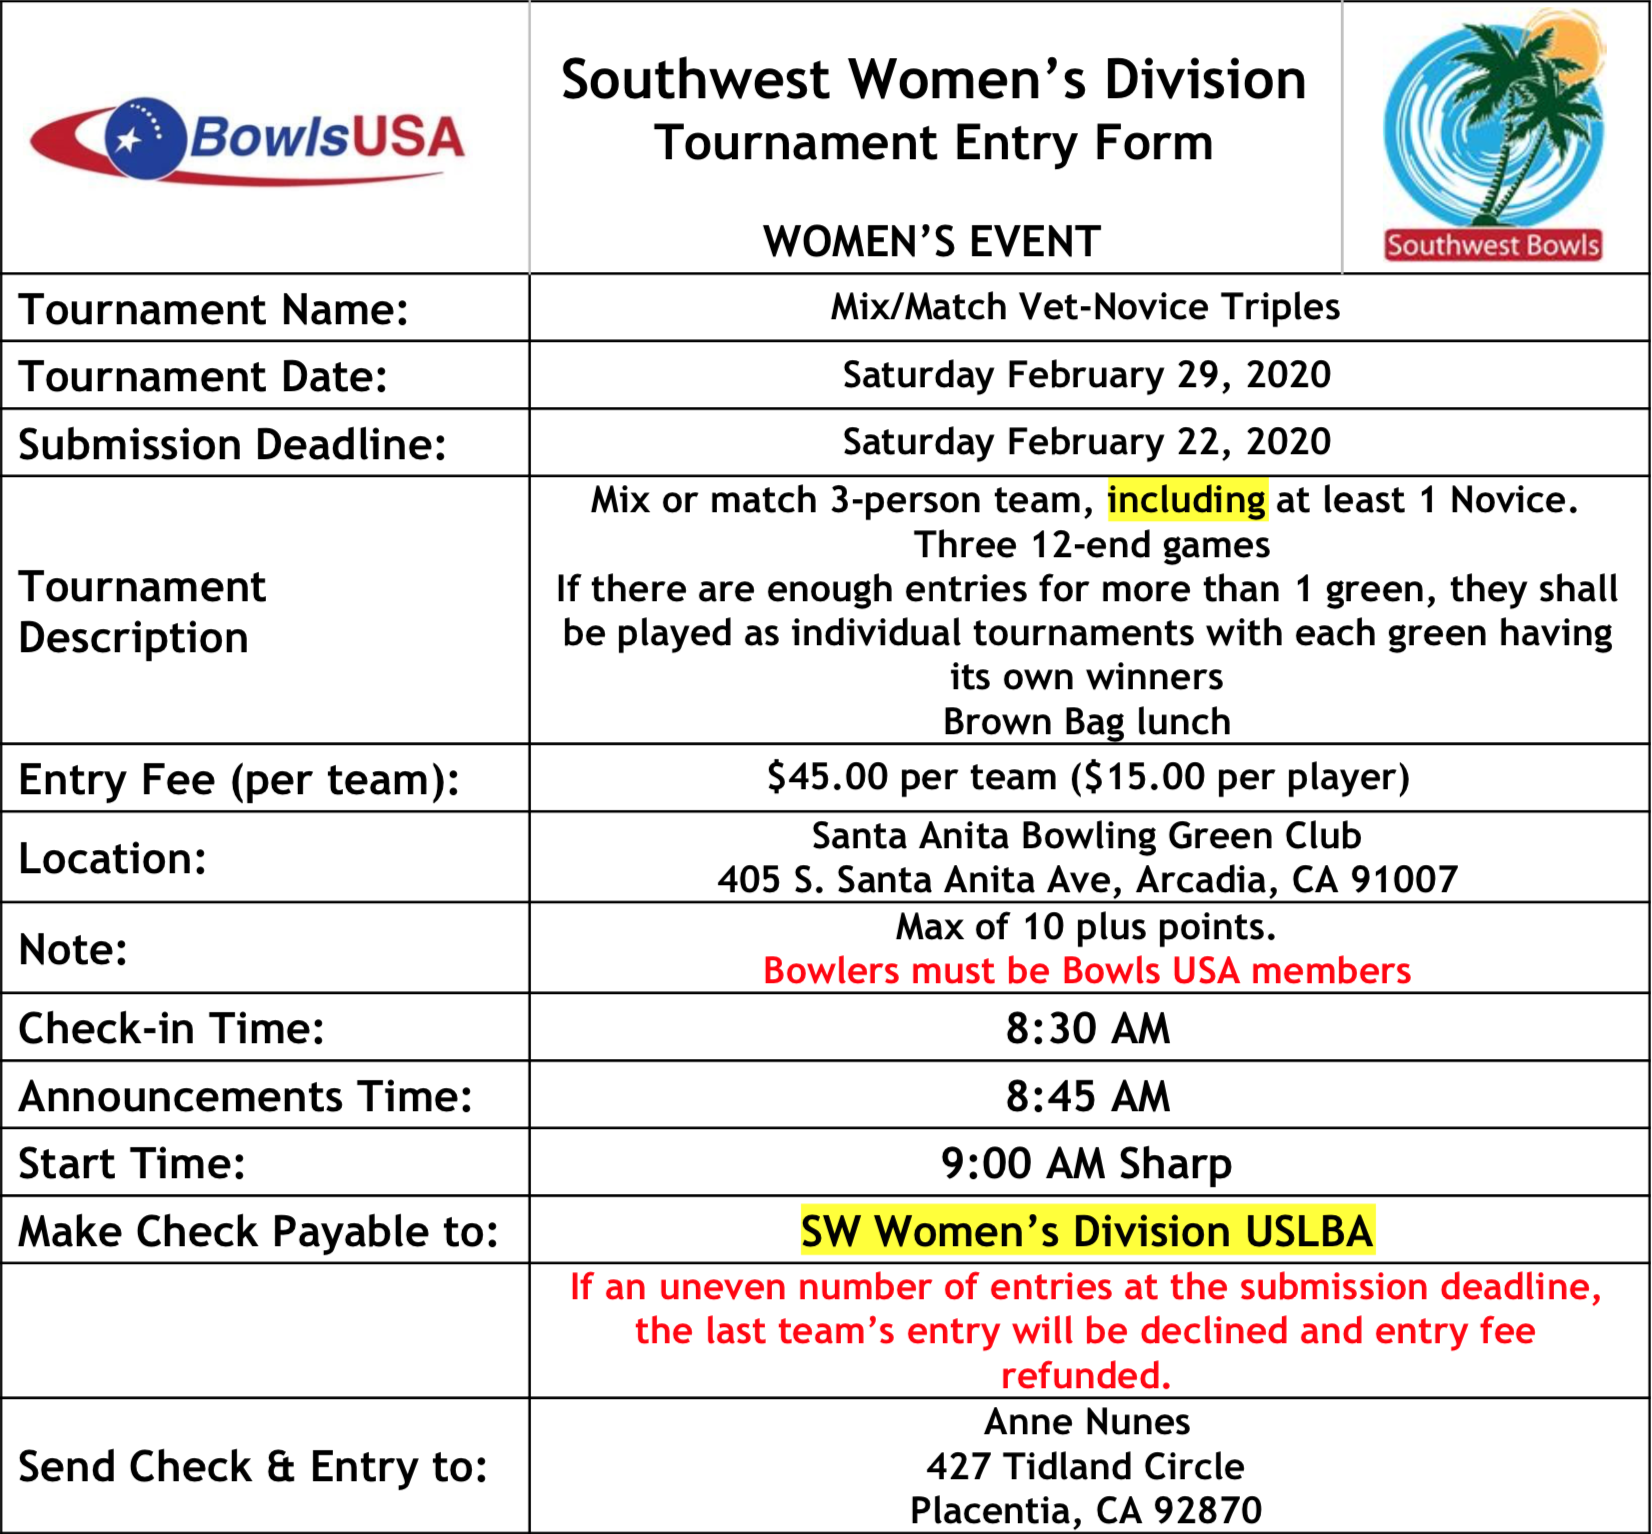 BowlsUSA
Southwest Women’s Division
Tournament Entry Form
WOMEN’S EVENT
Southwest Bowls
Tournament Name:
Mix/Match Vet-Novice Triples
Tournament Date:
Saturday February 29, 2020
Submission Deadline:
Saturday February 22, 2020
Tournament
Description
Mix or match 3-person team, including at least 1 Novice.
Three 12-end games
If there are enough entries for more than 1 green, they shall
be played as individual tournaments with each green having
its own winners
Brown Bag lunch
Entry Fee (per team):
$45.00 per team ($15.00 per player)
Location:
Santa Anita Bowling Green Club
405 S. Santa Anita Ave, Arcadia, CA 91007
Note:
Max of 10 plus points.
Bowlers must be Bowls USA members
Check-in Time:
8:30 AM
Announcements Time:
8:45 AM
Start Time:
9:00 AM Sharp
Make Check Payable to:
SW Women’s Division USLBA
If an uneven number of entries at the submission deadline,
the last team’s entry will be declined and entry fee
refunded.
Send Check & Entry to:
Anne Nunes
427 Tidland Circle
Placentia, CA 92870